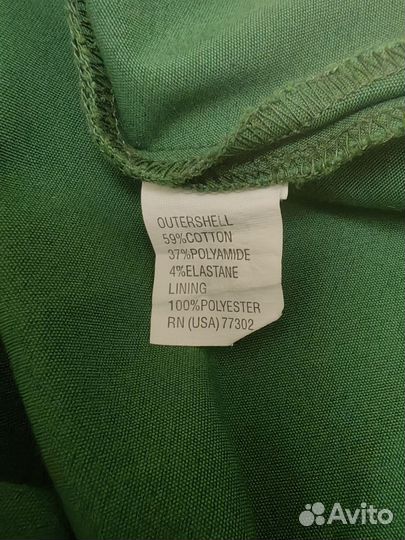 OUTERSHELL
59%COTTON
37%POLYAMIDE
4%ELASTANE
LINING
100%POLYESTER
RN (USA) 77302
Avito